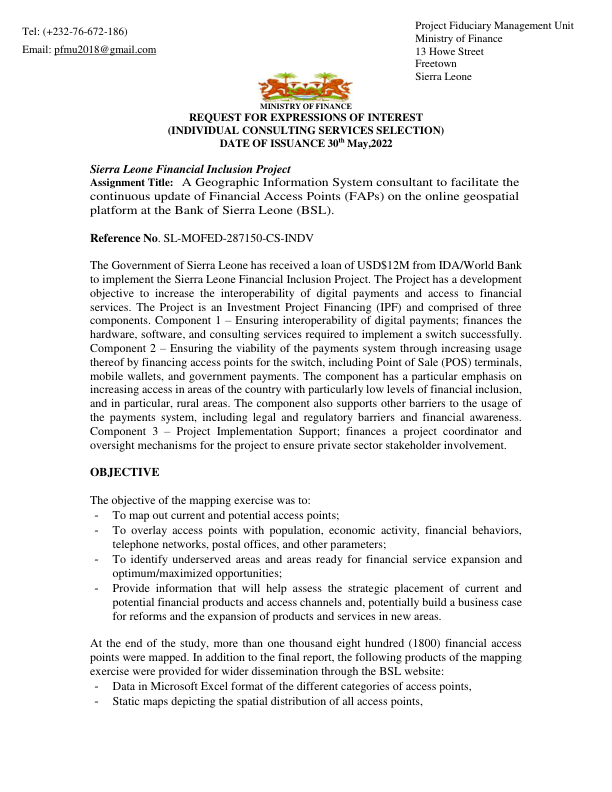 Tel: (+232-76-672-186)
Email: pfmu2018@gmail.com
Project Fiduciary Management Unit
Ministry of Finance
13 Howe Street
Freetown
Sierra Leone
MINISTRY OF FINANCE
REQUEST FOR EXPRESSIONS OF INTEREST
(INDIVIDUAL CONSULTING SERVICES SELECTION)
DATE OF ISSUANCE 30th May,2022
Sierra Leone Financial Inclusion Project
Assignment Title: A Geographic Information System consultant to facilitate the
continuous update of Financial Access Points (FAPs) on the online geospatial
platform at the Bank of Sierra Leone (BSL).
Reference No. SL-MOFED-287150-CS-INDV
The Government of Sierra Leone has received a loan of USD$12M from IDA/World Bank
to implement the Sierra Leone Financial Inclusion Project. The Project has a development
objective to increase the interoperability of digital payments and access to financial
services. The Project is an Investment Project Financing (IPF) and comprised of three
components. Component 1 – Ensuring interoperability of digital payments; finances the
hardware, software, and consulting services required to implement a switch successfully.
Component 2 – Ensuring the viability of the payments system through increasing usage
thereof by financing access points for the switch, including Point of Sale (POS) terminals,
mobile wallets, and government payments. The component has a particular emphasis on
increasing access in areas of the country with particularly low levels of financial inclusion,
and in particular, rural areas. The component also supports other barriers to the usage of
the payments system, including legal and regulatory barriers and financial awareness.
Component 3 – Project Implementation Support; finances a project coordinator and
oversight mechanisms for the project to ensure private sector stakeholder involvement.
OBJECTIVE
The objective of the mapping exercise was to:
- To map out current and potential access points;
- To overlay access points with population, economic activity, financial behaviors,
telephone networks, postal offices, and other parameters;
- To identify underserved areas and areas ready for financial service expansion and
optimum/maximized opportunities;
- Provide information that will help assess the strategic placement of current and
potential financial products and access channels and, potentially build a business case
for reforms and the expansion of products and services in new areas.
At the end of the study, more than one thousand eight hundred (1800) financial access
points were mapped. In addition to the final report, the following products of the mapping
exercise were provided for wider dissemination through the BSL website:
- Data in Microsoft Excel format of the different categories of access points,
- Static maps depicting the spatial distribution of all access points,